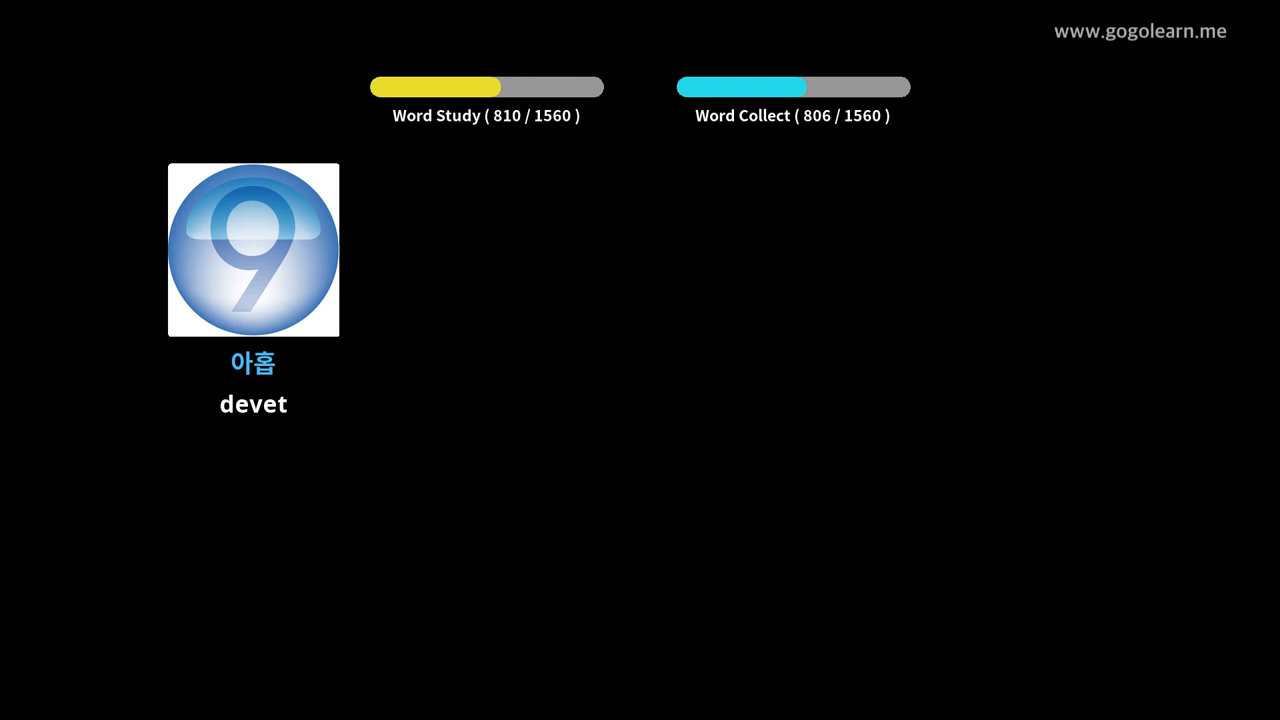 www.gogolearn.me
Word Study ( 810 / 1560 )
Word Collect ( 806 / 1560 )
9
아홉
devet